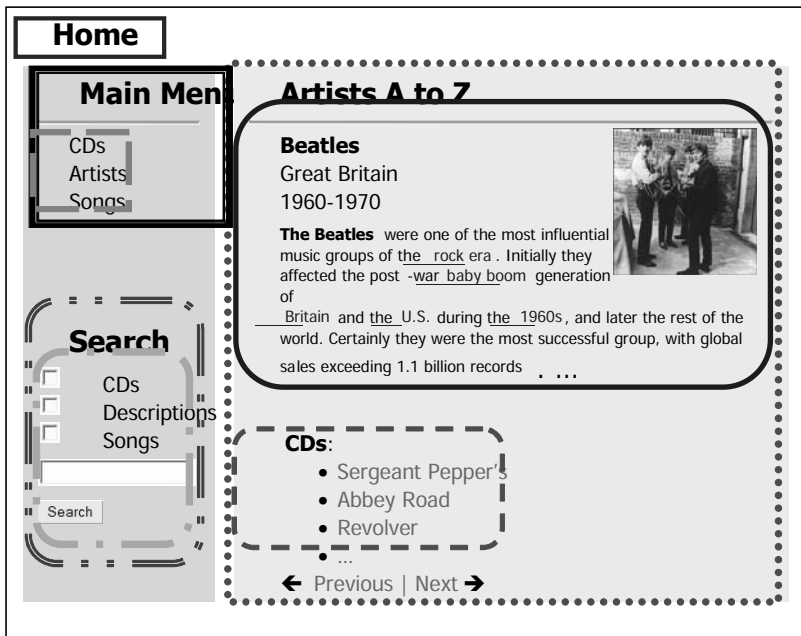 Home
Main Men
CDs
Artists
Songs
Search
CDs
Descriptions
Songs
Search
Artists A to Z
Beatles
Great Britain
1960-1970
The Beatles were one of the most influential
music groups of the rock era . Initially they
affected the post -war baby boom generation
of
Britain and the U.S. during the 1960s , and later the rest of the
world. Certainly they were the most successful group, with global
sales exceeding 1.1 billion records . ...
CDs:
• Sergeant Pepper's
• Abbey Road
• Revolver
• ...
← Previous | Next →